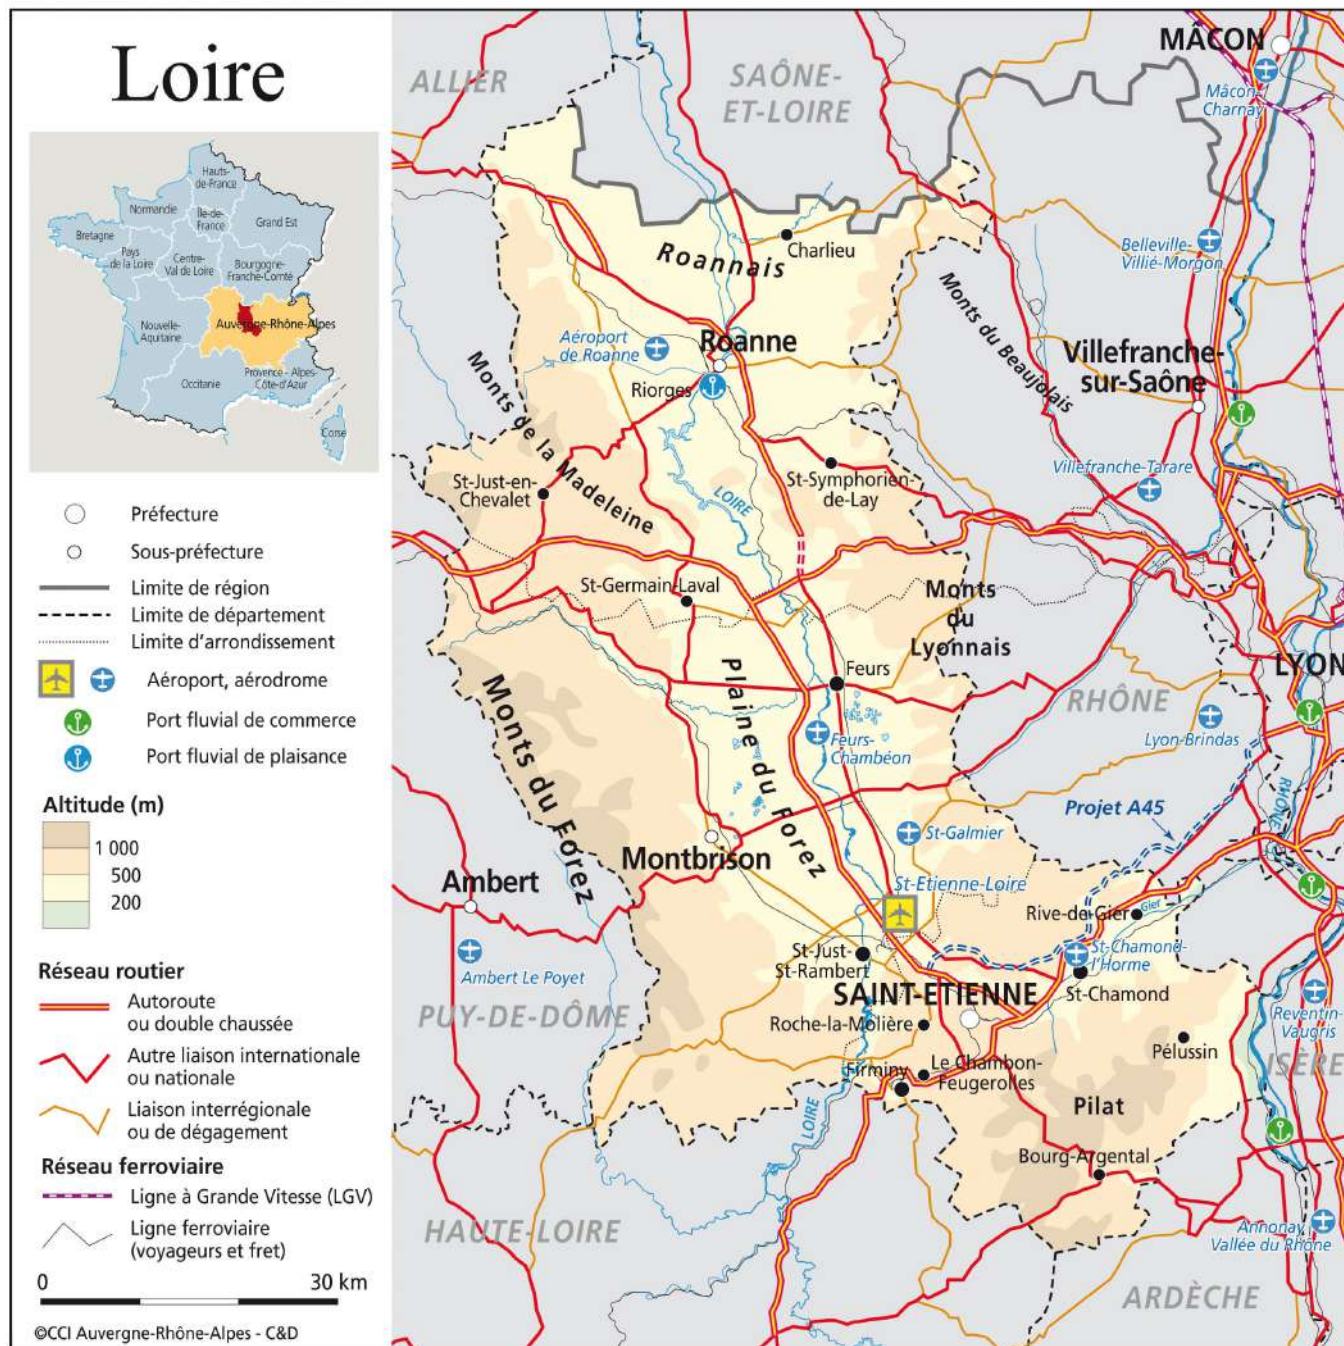 Loire
Hauts-
de-France
Normandie
Île-de-
France
Grand Est
Bretagne
Pays
de la Loire
Centre-
Val de Loire
Bourgogne-
Franche-Comté
Nouvelle-
Aquitaine
Auvergne-Rhône-Alpes
Occitanie
Provence - Alpes-
Côte-d'Azur
Corse
Préfecture
Sous-préfecture
Limite de région
Limite de département
Limite d'arrondissement
Aéroport, aérodrome
Port fluvial de commerce
Port fluvial de plaisance
Altitude (m)
1 000
500
200
Réseau routier
Autoroute
ou double chaussée
Autre liaison internationale
ou nationale
Liaison interrégionale
ou de dégagement
Réseau ferroviaire
Ligne à Grande Vitesse (LGV)
Ligne ferroviaire
(voyageurs et fret)
0 30 km
©CCI Auvergne-Rhône-Alpes - C&D
ALLIER
SAÔNE-
ET-LOIRE
MÂCON
Mâcon-
Charnay
Charlieu
Roannais
Belleville-
Villié-Morgon
Monts du Beaujolais
Aéroport
de Roanne
Roanne
Riorges
Villefranche-
sur-Saône
Monts de la Madeleine
St-Just-en-
Chevalet
LOIRE
St-Symphorien-
de-Lay
Villefranche-Tarare
St-Germain-Laval
Monts
du
Lyonnais
LYON
Feurs
RHÔNE
Lyon-Brindas
Monts du Forez
Plaine du Forez
Feurs-
Chambéon
RHÔNE
Projet A45
St-Galmier
Montbrison
Ambert
St-Etienne-Loire
Rive-de-Gier
Gier
Ambert Le Poyet
St-Just-
St-Rambert
St-Chamond-
l'Horme
St-Chamond
SAINT-ETIENNE
PUY-DE-DÔME
Roche-la-Molière
Reventin-
Vaugris
Pélussin
ISÈRE
Firminy
Le Chambon-
Feugerolles
Pilat
LOIRE
Bourg-Argental
HAUTE-LOIRE
Annonay
Vallée du Rhône
ARDÈCHE